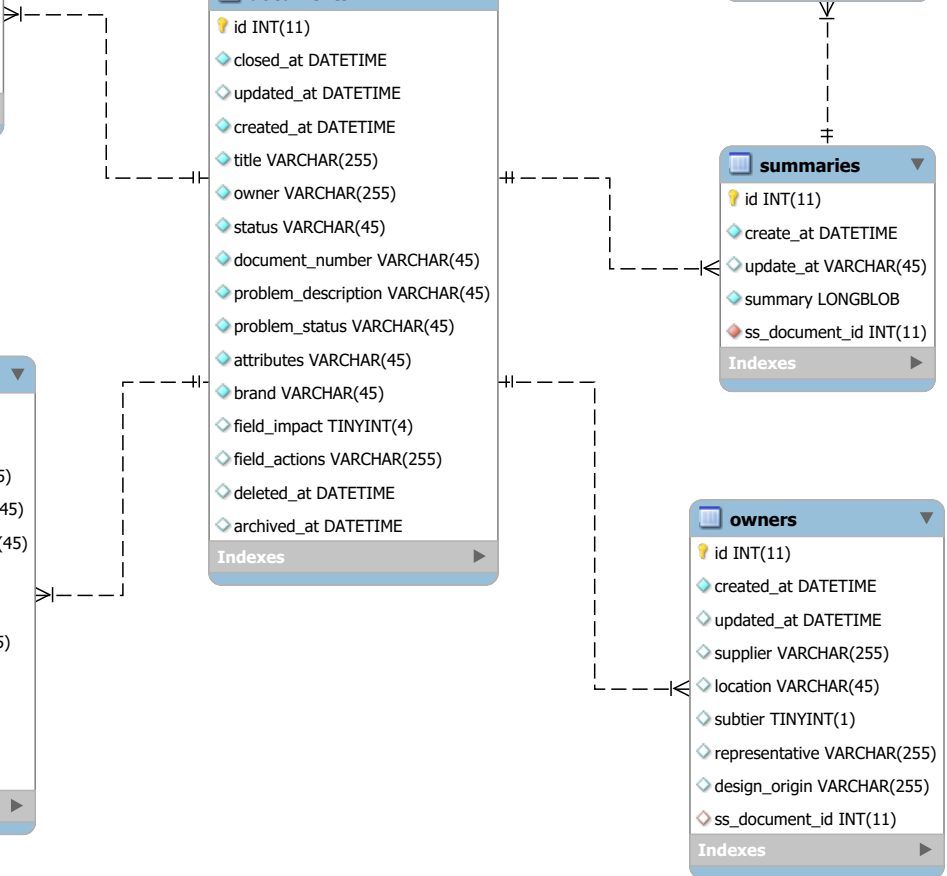 id INT(11)
closed_at DATETIME
updated_at DATETIME
created_at DATETIME
title VARCHAR(255)
owner VARCHAR(255)
status VARCHAR(45)
document_number VARCHAR(45)
problem_description VARCHAR(45)
problem_status VARCHAR(45)
attributes VARCHAR(45)
brand VARCHAR(45)
field_impact TINYINT(4)
field_actions VARCHAR(255)
deleted_at DATETIME
archived_at DATETIME
Indexes
summaries
id INT(11)
create_at DATETIME
update_at VARCHAR(45)
summary LONGBLOB
ss_document_id INT(11)
Indexes
45)
(45)
owners
id INT(11)
created_at DATETIME
updated_at DATETIME
supplier VARCHAR(255)
location VARCHAR(45)
subtier TINYINT(1)
representative VARCHAR(255)
design_origin VARCHAR(255)
ss_document_id INT(11)
Indexes